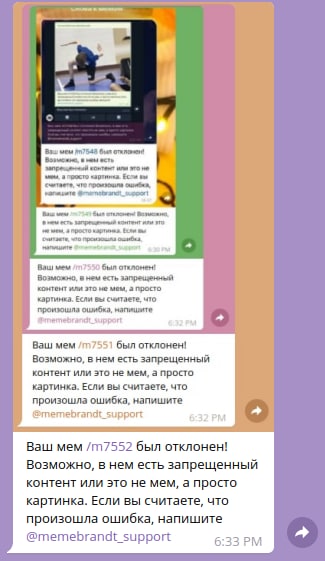 Ваш мем /m7548 был отклонен!
Возможно, в нем есть
запрещенный контент или это не
мем, а просто картинка. Если вы
считаете, что произошла ошибка,
напишите @memebrandt_support
Ваш мем /m7549 был отклонен! Возможно,
в нем есть запрещенный контент или это не
мем, а просто картинка. Если вы
считаете, что произошла ошибка,
напишите @memebrandt_support
6:30 PM
Ваш мем /m7550 был отклонен!
Возможно, в нем есть запрещенный
контент или это не мем, а просто
картинка. Если вы считаете, что
произошла ошибка, напишите
@memebrandt_support
6:32 PM
Ваш мем /m7551 был отклонен!
Возможно, в нем есть запрещенный
контент или это не мем, а просто
картинка. Если вы считаете, что
произошла ошибка, напишите
@memebrandt_support
6:32 PM
Ваш мем /m7552 был отклонен!
Возможно, в нем есть запрещенный
контент или это не мем, а просто
картинка. Если вы считаете, что
произошла ошибка, напишите
@memebrandt_support
6:33 PM